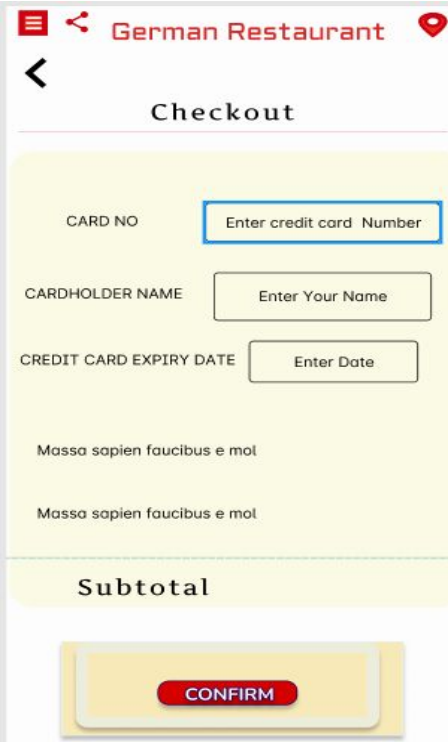 German Restaurant
Checkout
CARD NO
Enter credit card  Number
CARDHOLDER NAME
Enter Your Name
CREDIT CARD EXPIRY DATE
Enter Date
Massa sapien faucibus e mol
Massa sapien faucibus e mol
Subtotal
CONFIRM